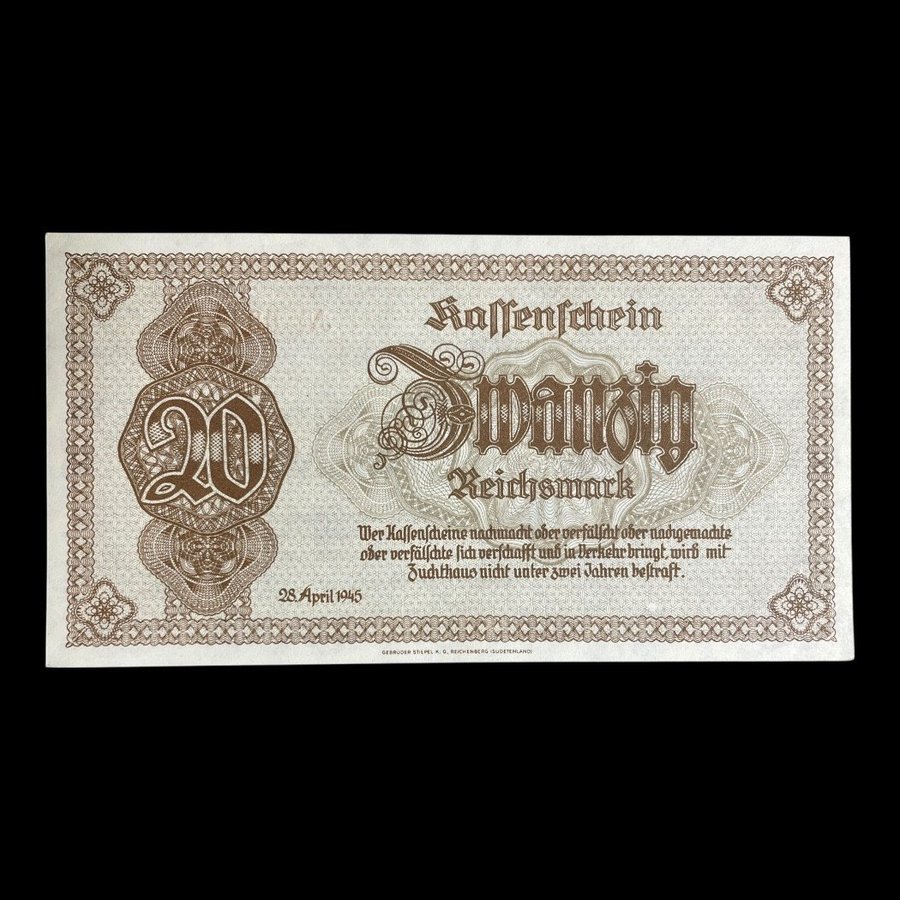 Kassenschein
20
Zwanzig
Reichsmark
Wer Kassenscheine nachmacht oder verfälscht oder nachgemachte
oder verfälschte sich verschafft und in Verkehr bringt, wird mit
Zuchthaus nicht unter zwei Jahren bestraft.
28. April 1945
GEBRÜDER STIEPEL K. G., REICHENBERG (SUDETENLAND)